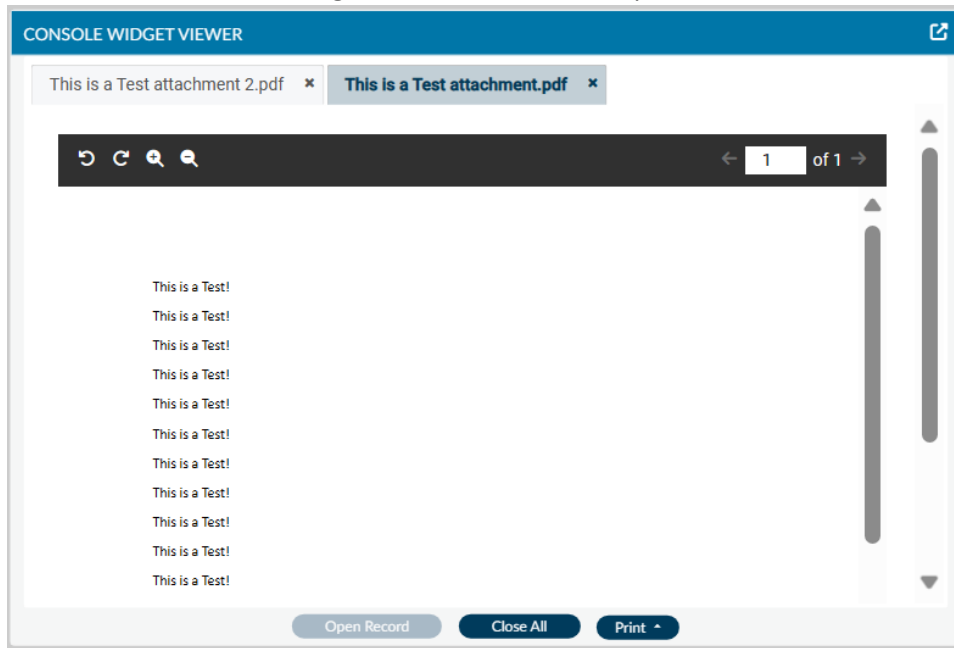 CONSOLE WIDGET VIEWER
This is a Test attachment 2.pdf × This is a Test attachment.pdf ×
1 of 1
This is a Test!
This is a Test!
This is a Test!
This is a Test!
This is a Test!
This is a Test!
This is a Test!
This is a Test!
This is a Test!
This is a Test!
This is a Test!
Open Record Close All Print